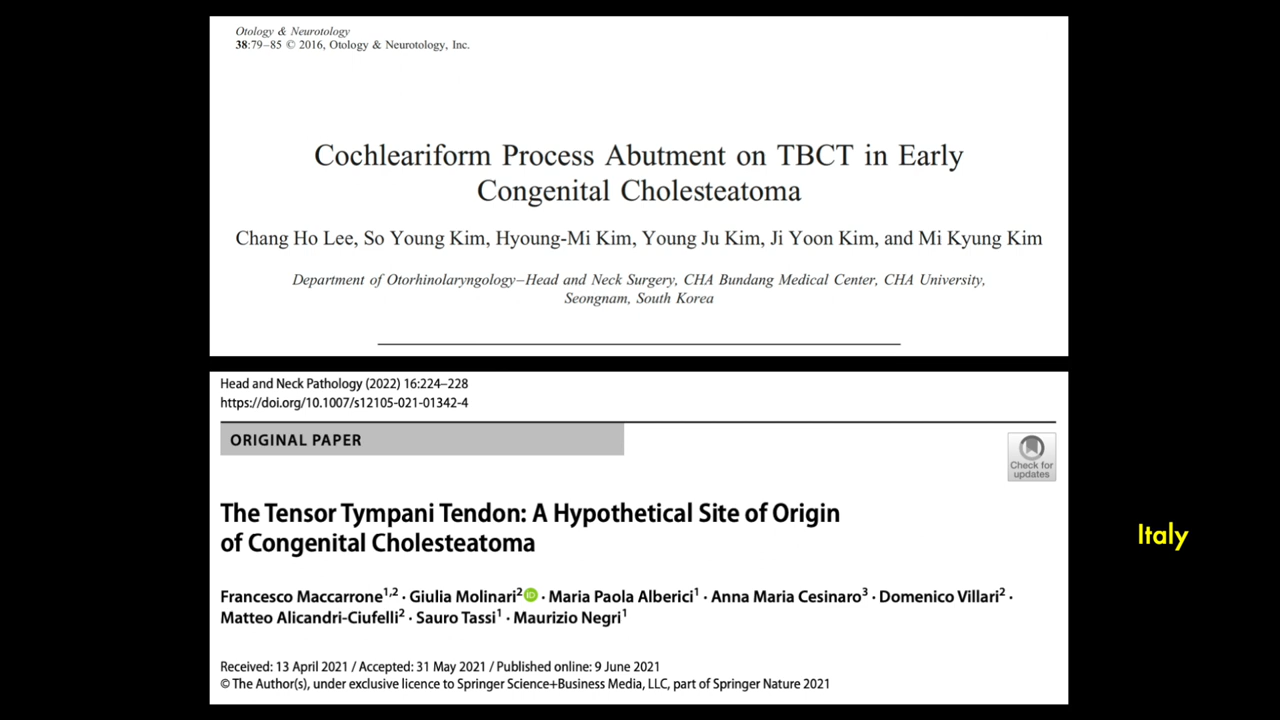 Otology & Neurotology
38:79–85 © 2016, Otology & Neurotology, Inc.
Cochleariform Process Abutment on TBCT in Early
Congenital Cholesteatoma
Chang Ho Lee, So Young Kim, Hyoung-Mi Kim, Young Ju Kim, Ji Yoon Kim, and Mi Kyung Kim
Department of Otorhinolaryngology–Head and Neck Surgery, CHA Bundang Medical Center, CHA University,
Seongnam, South Korea
Head and Neck Pathology (2022) 16:224–228
https://doi.org/10.1007/s12105-021-01342-4
ORIGINAL PAPER
Check for
updates
The Tensor Tympani Tendon: A Hypothetical Site of Origin
of Congenital Cholesteatoma
Italy
Francesco Maccarrone1,2 · Giulia Molinari2 iD · Maria Paola Alberici1 · Anna Maria Cesinaro3 · Domenico Villari2 ·
Matteo Alicandri-Ciufelli2 · Sauro Tassi1 · Maurizio Negri1
Received: 13 April 2021 / Accepted: 31 May 2021 / Published online: 9 June 2021
© The Author(s), under exclusive licence to Springer Science+Business Media, LLC, part of Springer Nature 2021